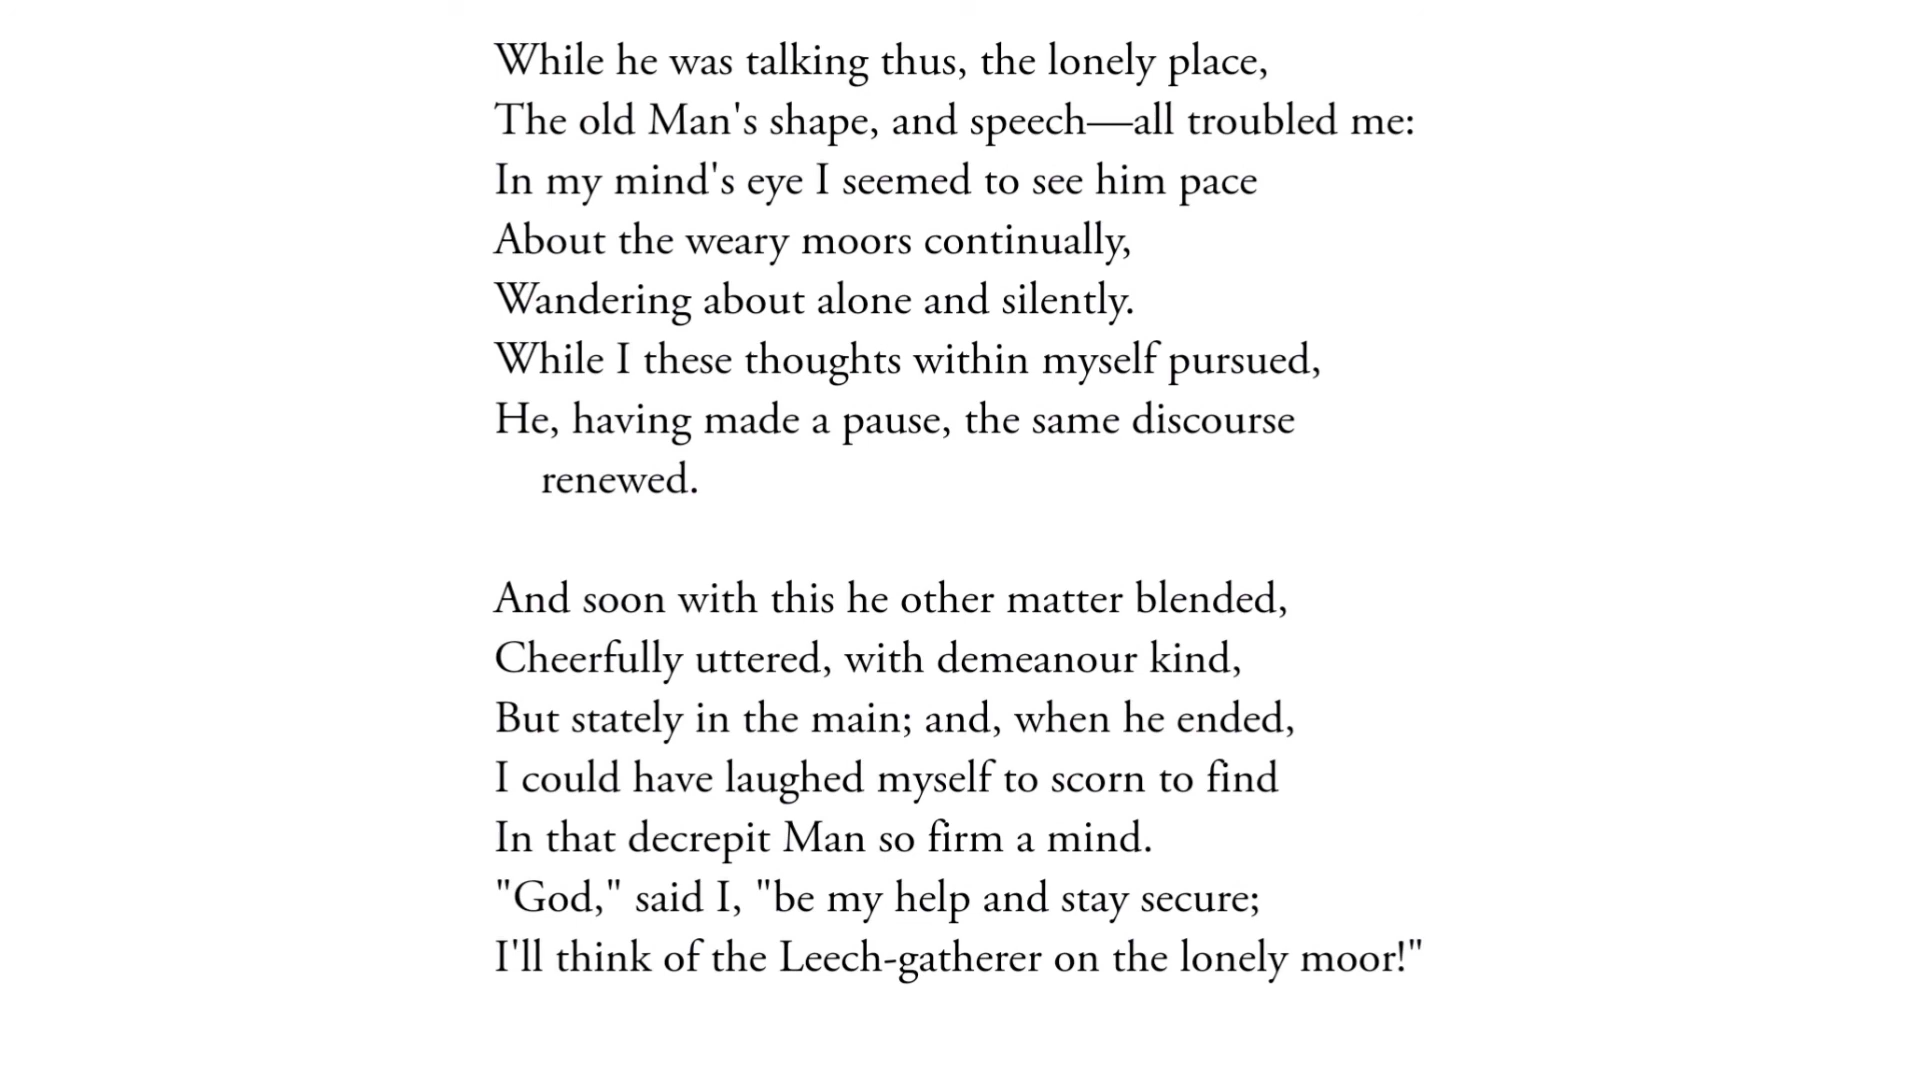 While he was talking thus, the lonely place,
The old Man's shape, and speech—all troubled me:
In my mind's eye I seemed to see him pace
About the weary moors continually,
Wandering about alone and silently.
While I these thoughts within myself pursued,
He, having made a pause, the same discourse
renewed.

And soon with this he other matter blended,
Cheerfully uttered, with demeanour kind,
But stately in the main; and, when he ended,
I could have laughed myself to scorn to find
In that decrepit Man so firm a mind.
"God," said I, "be my help and stay secure;
I'll think of the Leech-gatherer on the lonely moor!"